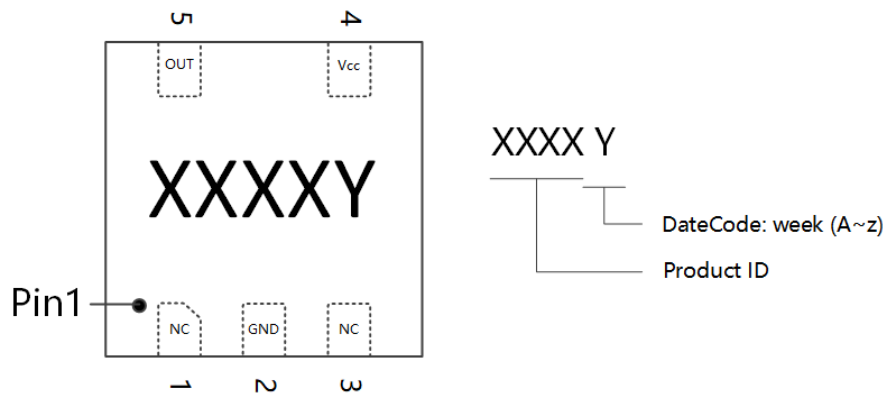 5 4
OUT Vcc
XXXXY
XXXX Y
DateCode: week (A~z)
Product ID
Pin1
NC GND NC
1 2 3